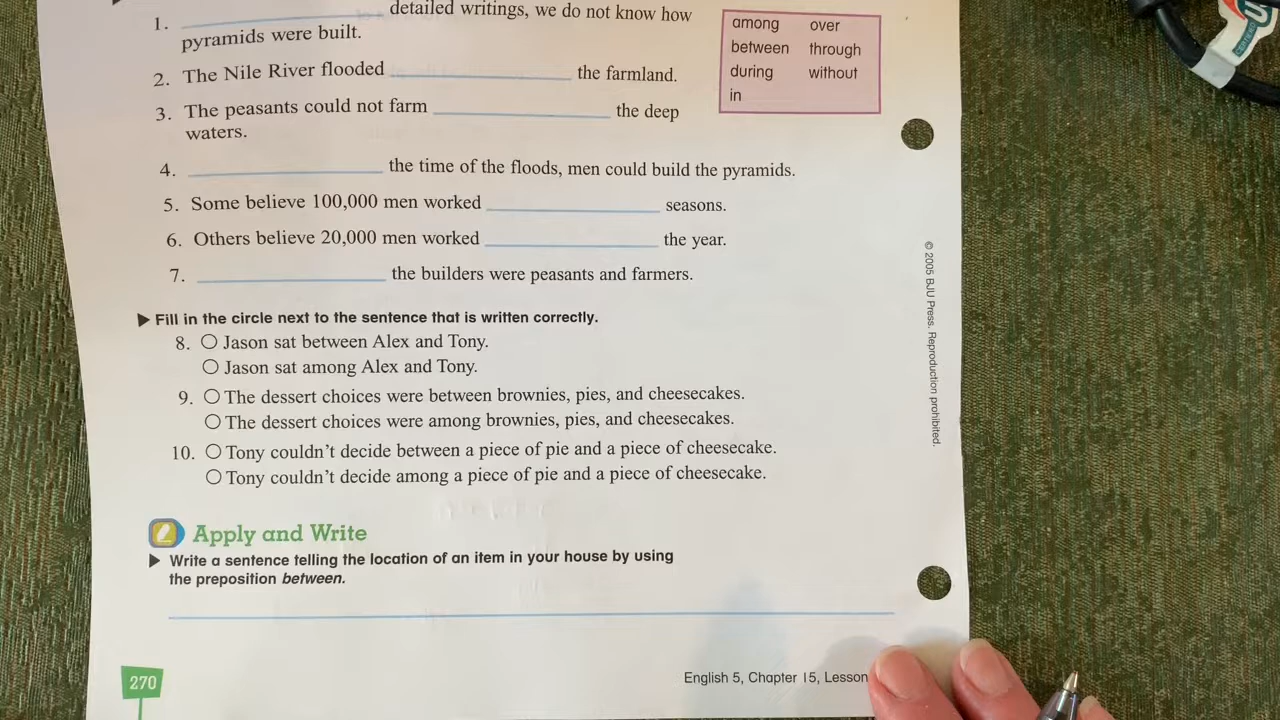 1. ____ detailed writings, we do not know how
pyramids were built.
2. The Nile River flooded ____ the farmland.
3. The peasants could not farm ____ the deep
waters.
4. ____ the time of the floods, men could build the pyramids.
5. Some believe 100,000 men worked ____ seasons.
6. Others believe 20,000 men worked ____ the year.
7. ____ the builders were peasants and farmers.
among over
between through
during without
in
▶ Fill in the circle next to the sentence that is written correctly.
8. ○ Jason sat between Alex and Tony.
○ Jason sat among Alex and Tony.
9. ○ The dessert choices were between brownies, pies, and cheesecakes.
○ The dessert choices were among brownies, pies, and cheesecakes.
10. ○ Tony couldn't decide between a piece of pie and a piece of cheesecake.
○ Tony couldn't decide among a piece of pie and a piece of cheesecake.
Apply and Write
▶ Write a sentence telling the location of an item in your house by using
the preposition between.
270
English 5, Chapter 15, Lesson
© 2005 BJU Press. Reproduction prohibited.